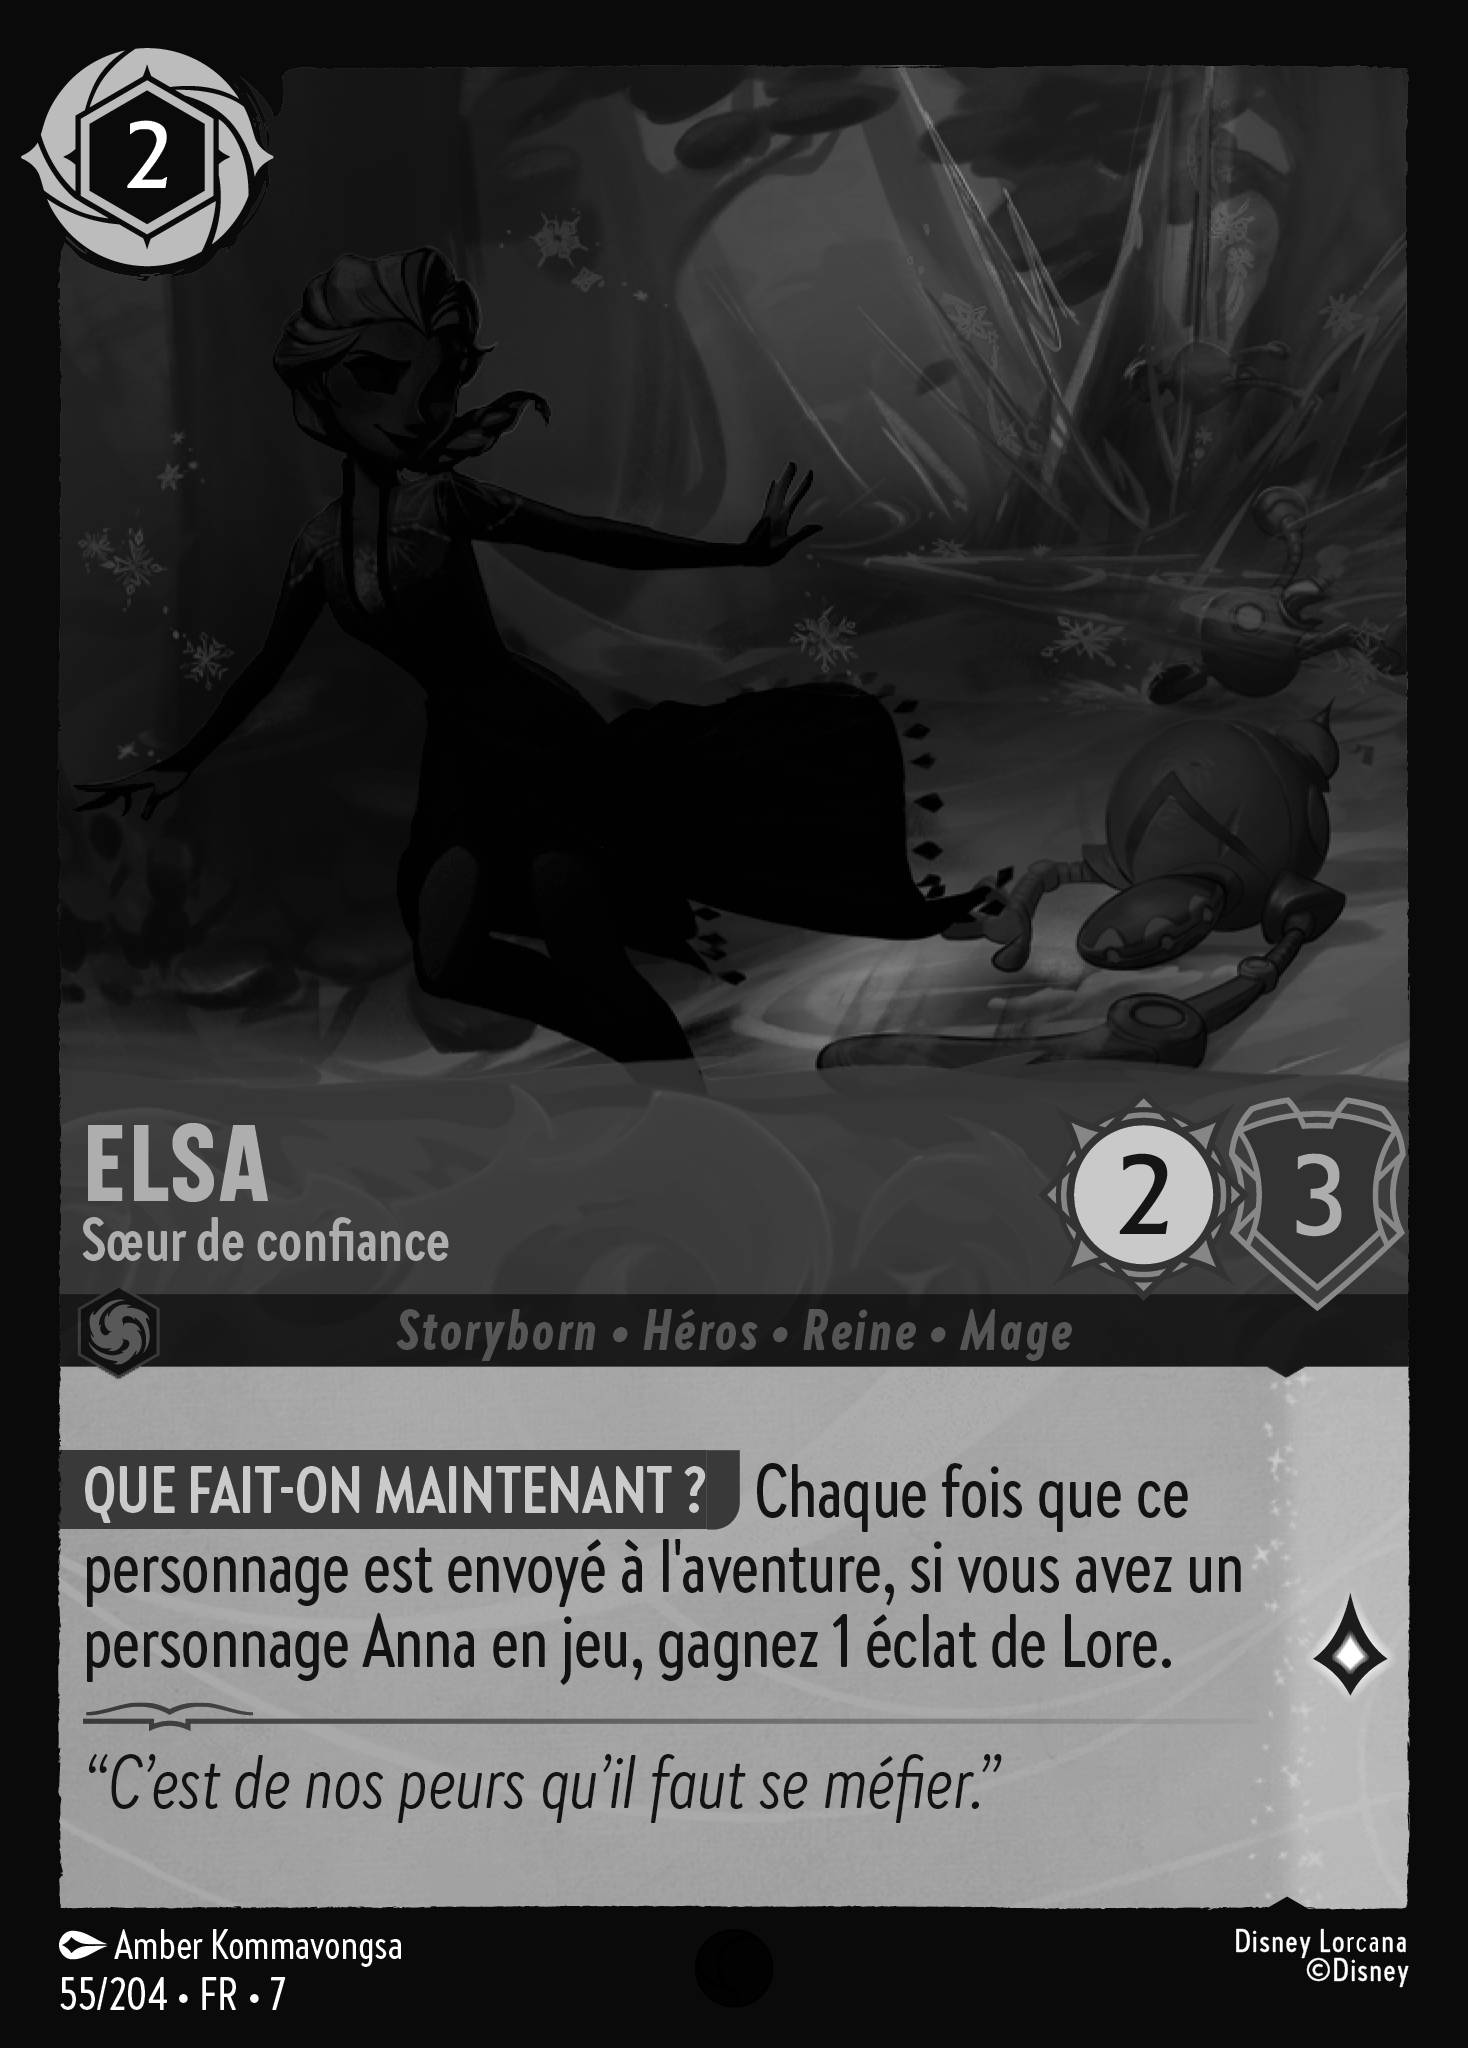 2
ELSA
Sœur de confiance
2 3
Storyborn • Héros • Reine • Mage
QUE FAIT-ON MAINTENANT ? Chaque fois que ce
personnage est envoyé à l'aventure, si vous avez un
personnage Anna en jeu, gagnez 1 éclat de Lore.
“C’est de nos peurs qu’il faut se méfier.”
Amber Kommavongsa
55/204 • FR • 7
Disney Lorcana
©Disney